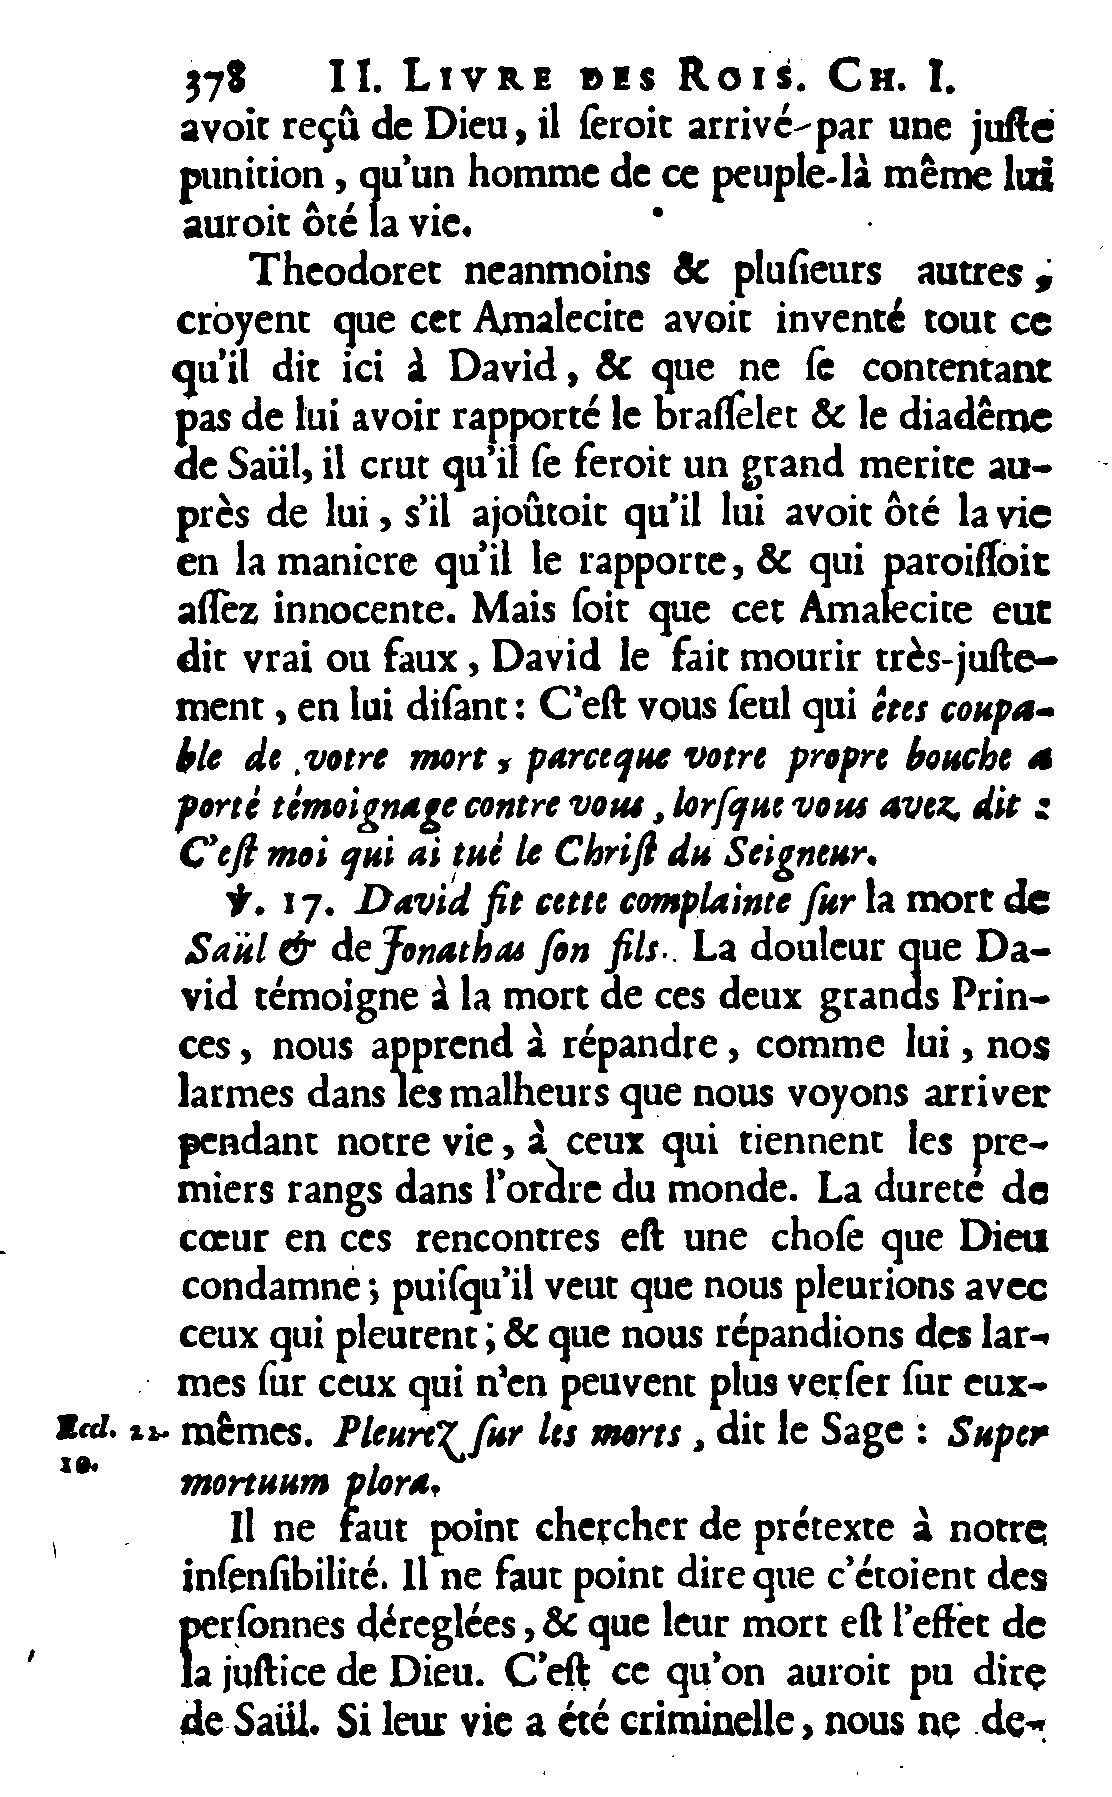 378 II. LIVRE DES ROIS. CH. I.
avoit reçû de Dieu, il ſeroit arrivé par une juſte
punition, qu'un homme de ce peuple-là même lui
auroit ôté la vie.
Theodoret neanmoins & pluſieurs autres,
croyent que cet Amalecite avoit inventé tout ce
qu'il dit ici à David, & que ne ſe contentant
pas de lui avoir rapporté le braſſelet & le diadême
de Saül, il crut qu'il ſe feroit un grand merite au-
près de lui, s'il ajoûtoit qu'il lui avoit ôté la vie
en la maniere qu'il le rapporte, & qui paroiſſoit
aſſez innocente. Mais ſoit que cet Amalecite eut
dit vrai ou faux, David le fait mourir très-juſte-
ment, en lui diſant: C'eſt vous ſeul qui êtes coupa-
ble de votre mort, parceque votre propre bouche a
porté témoignage contre vous, lorſque vous avez dit :
C'eſt moi qui ai tué le Chriſt du Seigneur.
℣. 17. David fit cette complainte ſur la mort de
Saül & de Jonathas ſon fils. La douleur que Da-
vid témoigne à la mort de ces deux grands Prin-
ces, nous apprend à répandre, comme lui, nos
larmes dans les malheurs que nous voyons arriver
pendant notre vie, à ceux qui tiennent les pre-
miers rangs dans l'ordre du monde. La dureté de
cœur en ces rencontres eſt une choſe que Dieu
condamne; puiſqu'il veut que nous pleurions avec
ceux qui pleurent; & que nous répandions des lar-
mes ſur ceux qui n'en peuvent plus verſer ſur eux-
Eccl. 22. mêmes. Pleurez ſur les morts, dit le Sage : Super
10. mortuum plora.
Il ne faut point chercher de prétexte à notre
inſenſibilité. Il ne faut point dire que c'étoient des
perſonnes déreglées, & que leur mort eſt l'effet de
la juſtice de Dieu. C'eſt ce qu'on auroit pu dire
de Saül. Si leur vie a été criminelle, nous ne de-